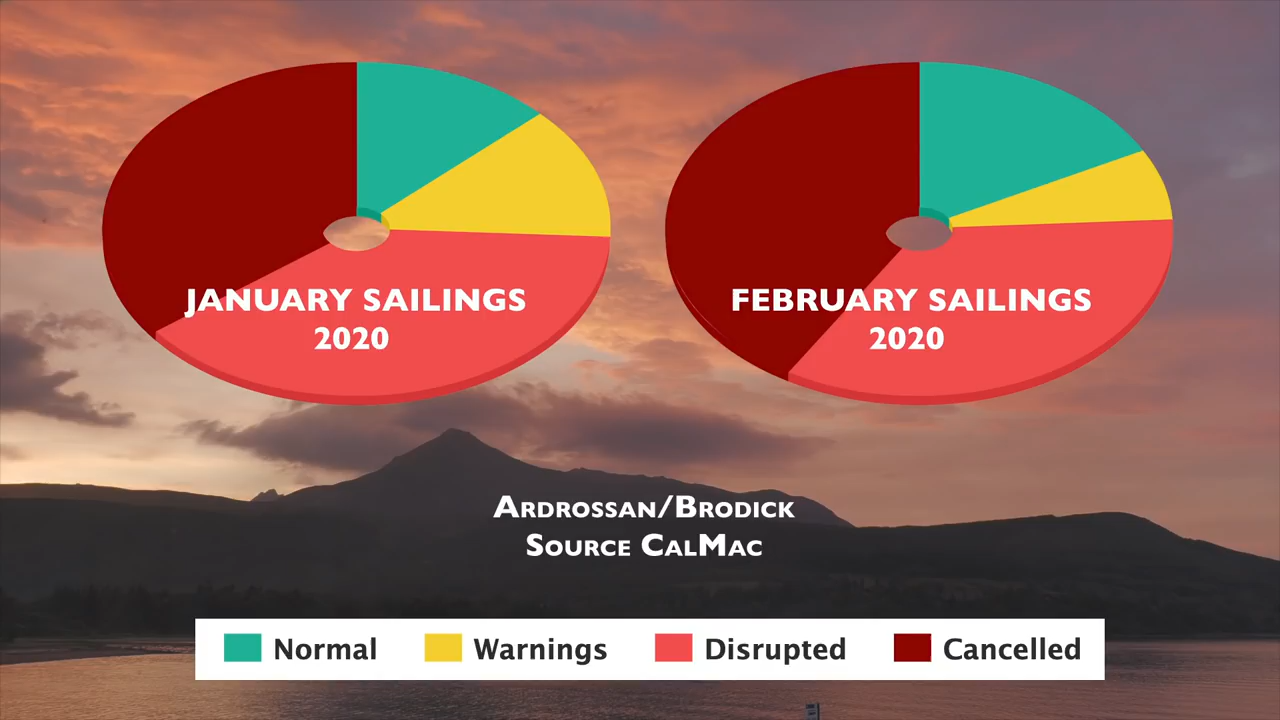 JANUARY SAILINGS
2020
FEBRUARY SAILINGS
2020
ARDROSSAN/BRODICK
SOURCE CALMAC
Normal
Warnings
Disrupted
Cancelled